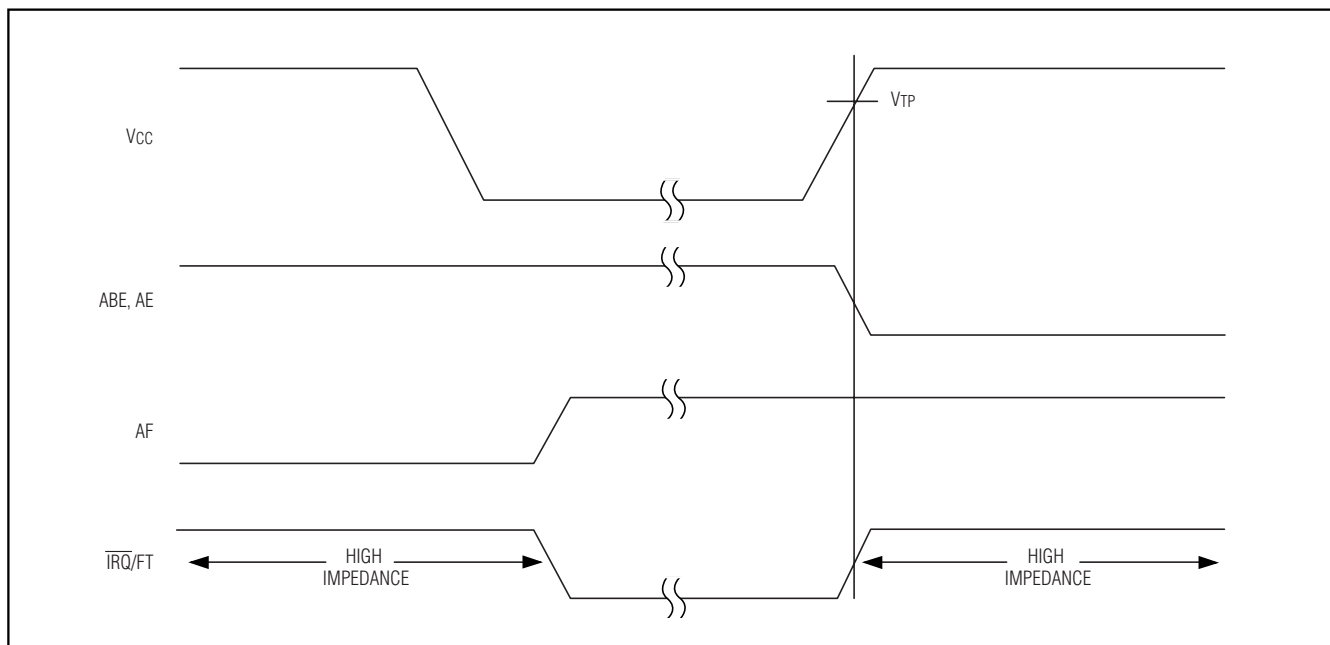 VCC
VTP
ABE, AE
AF
IRQ/FT
HIGH
IMPEDANCE
HIGH
IMPEDANCE